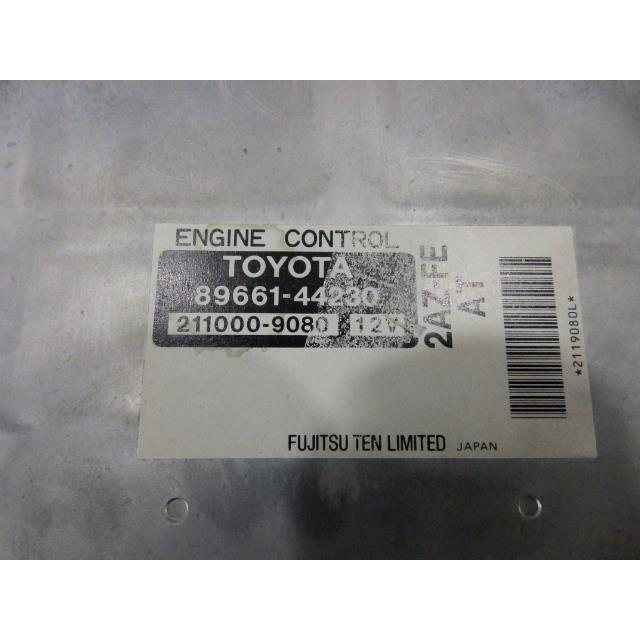 ENGINE CONTROL
TOYOTA
89661-44230
211000-9080 12V
2AZ-FE
AT
*2119080L*
FUJITSU TEN LIMITED JAPAN